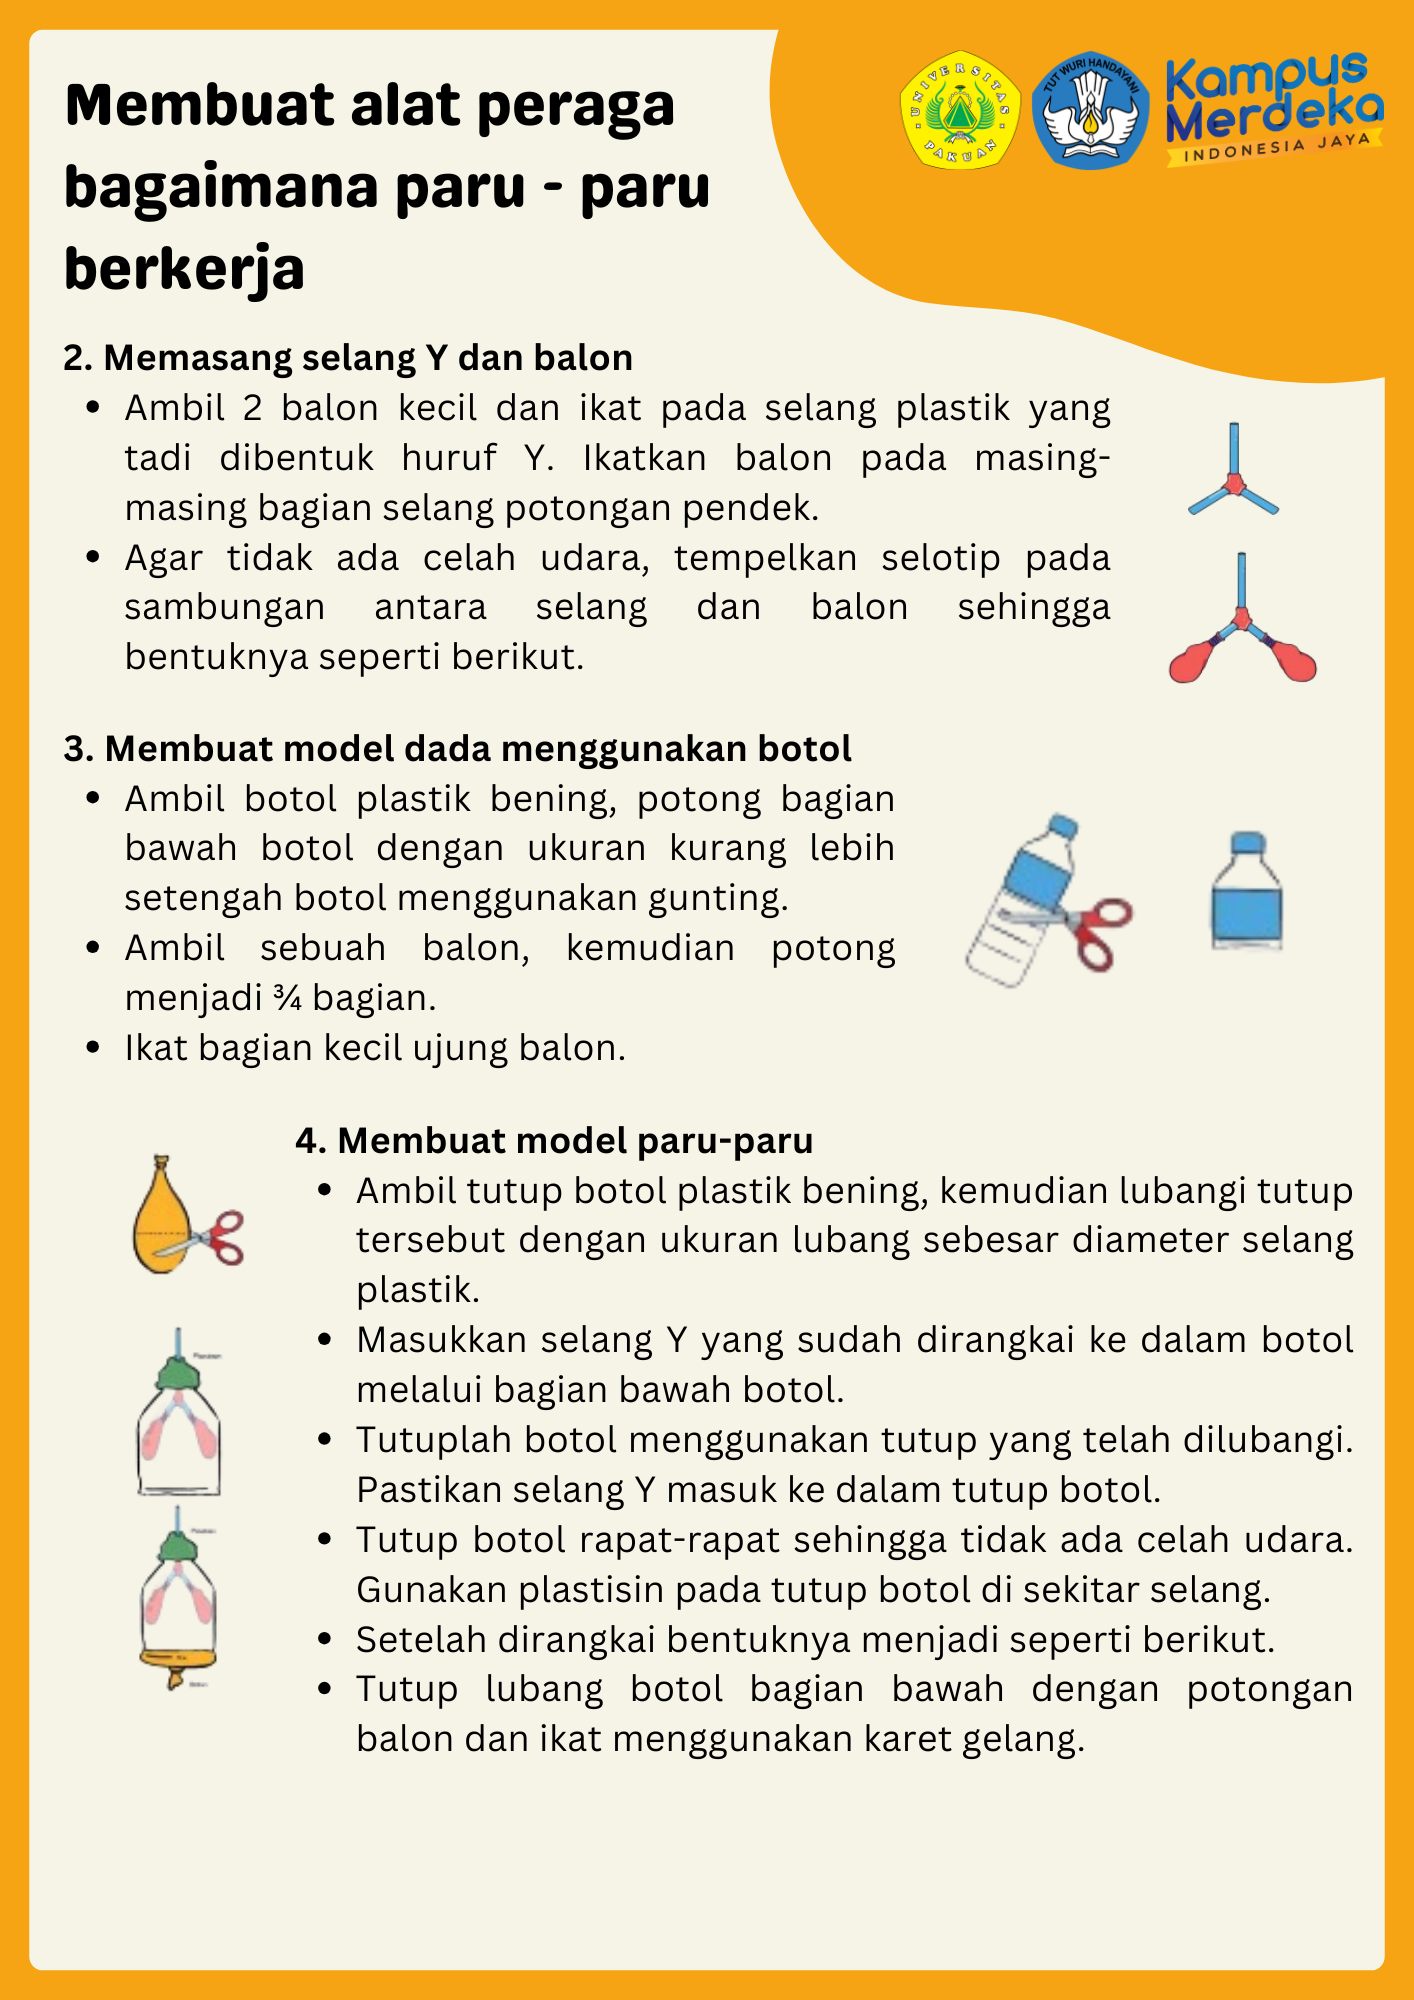 UNIVERSITAS
PAKUAN
TUT WURI HANDAYANI
Kampus
Merdeka
INDONESIA JAYA
Membuat alat peraga
bagaimana paru - paru
berkerja
2. Memasang selang Y dan balon
• Ambil 2 balon kecil dan ikat pada selang plastik yang
tadi dibentuk huruf Y. Ikatkan balon pada masing-
masing bagian selang potongan pendek.
• Agar tidak ada celah udara, tempelkan selotip pada
sambungan antara selang dan balon sehingga
bentuknya seperti berikut.
3. Membuat model dada menggunakan botol
• Ambil botol plastik bening, potong bagian
bawah botol dengan ukuran kurang lebih
setengah botol menggunakan gunting.
• Ambil sebuah balon, kemudian potong
menjadi ¾ bagian.
• Ikat bagian kecil ujung balon.
4. Membuat model paru-paru
• Ambil tutup botol plastik bening, kemudian lubangi tutup
tersebut dengan ukuran lubang sebesar diameter selang
plastik.
• Masukkan selang Y yang sudah dirangkai ke dalam botol
melalui bagian bawah botol.
• Tutuplah botol menggunakan tutup yang telah dilubangi.
Pastikan selang Y masuk ke dalam tutup botol.
• Tutup botol rapat-rapat sehingga tidak ada celah udara.
Gunakan plastisin pada tutup botol di sekitar selang.
• Setelah dirangkai bentuknya menjadi seperti berikut.
• Tutup lubang botol bagian bawah dengan potongan
balon dan ikat menggunakan karet gelang.